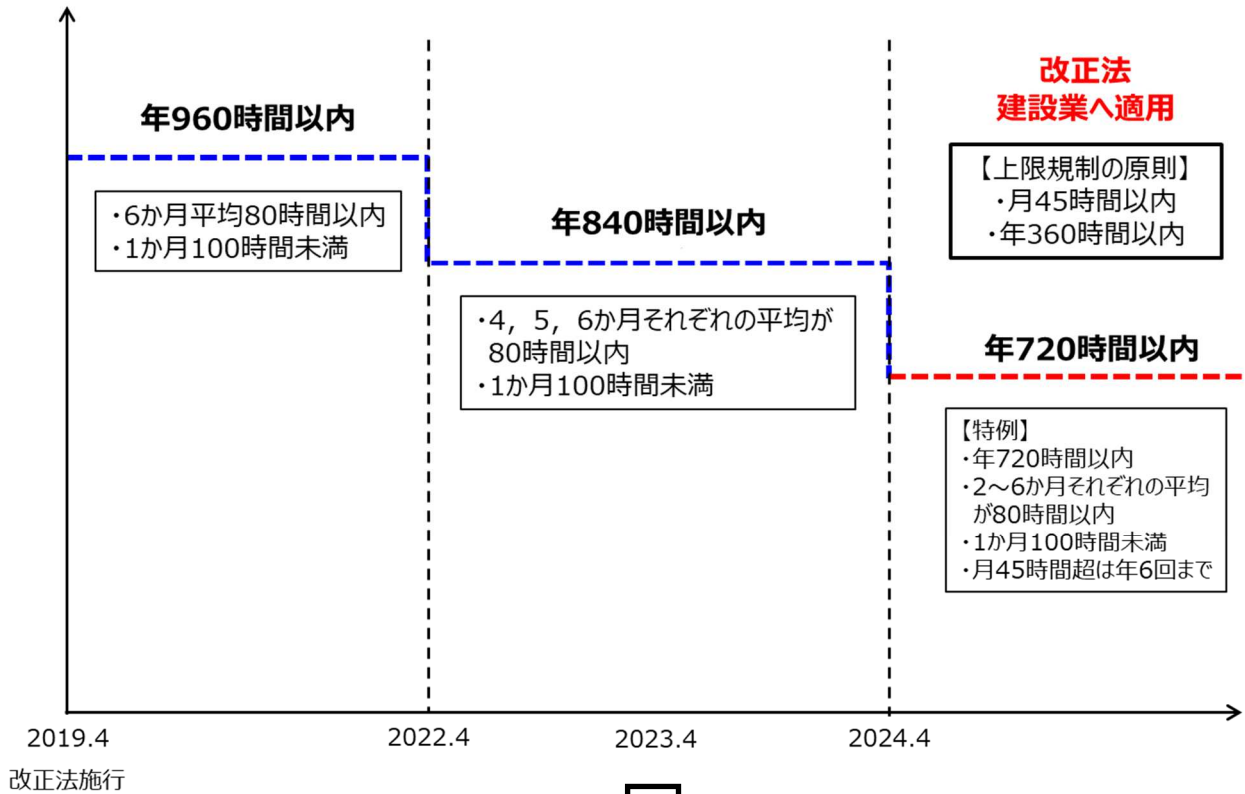 年960時間以内
・6か月平均80時間以内
・1か月100時間未満
年840時間以内
・4，5，6か月それぞれの平均が
80時間以内
・1か月100時間未満
改正法
建設業へ適用
【上限規制の原則】
・月45時間以内
・年360時間以内
年720時間以内
【特例】
・年720時間以内
・2～6か月それぞれの平均
が80時間以内
・1か月100時間未満
・月45時間超は年6回まで
2019.4
2022.4
2023.4
2024.4
改正法施行